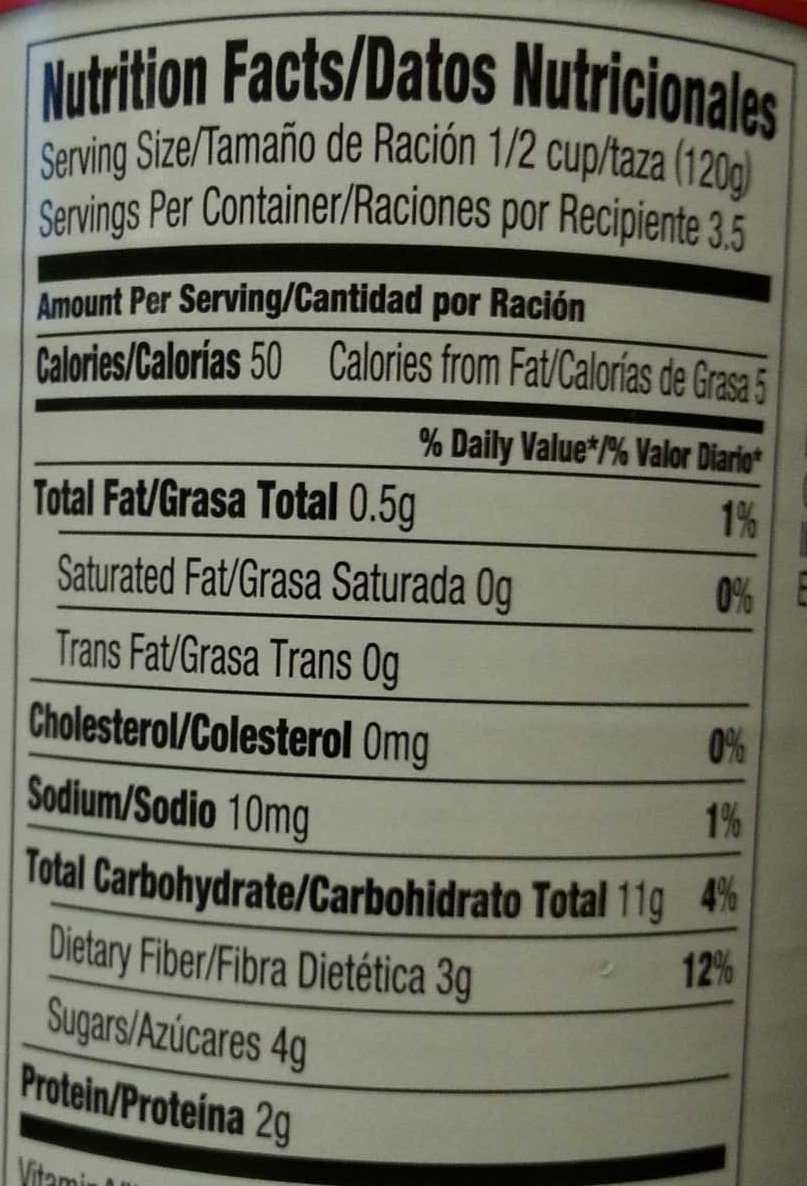 Nutrition Facts/Datos Nutricionales
Serving Size/Tamaño de Ración 1/2 cup/taza (120g)
Servings Per Container/Raciones por Recipiente 3.5
Amount Per Serving/Cantidad por Ración
Calories/Calorías 50 Calories from Fat/Calorías de Grasa 5
% Daily Value*/% Valor Diario*
Total Fat/Grasa Total 0.5g 1%
Saturated Fat/Grasa Saturada 0g 0%
Trans Fat/Grasa Trans 0g
Cholesterol/Colesterol 0mg 0%
Sodium/Sodio 10mg 1%
Total Carbohydrate/Carbohidrato Total 11g 4%
Dietary Fiber/Fibra Dietética 3g 12%
Sugars/Azúcares 4g
Protein/Proteína 2g